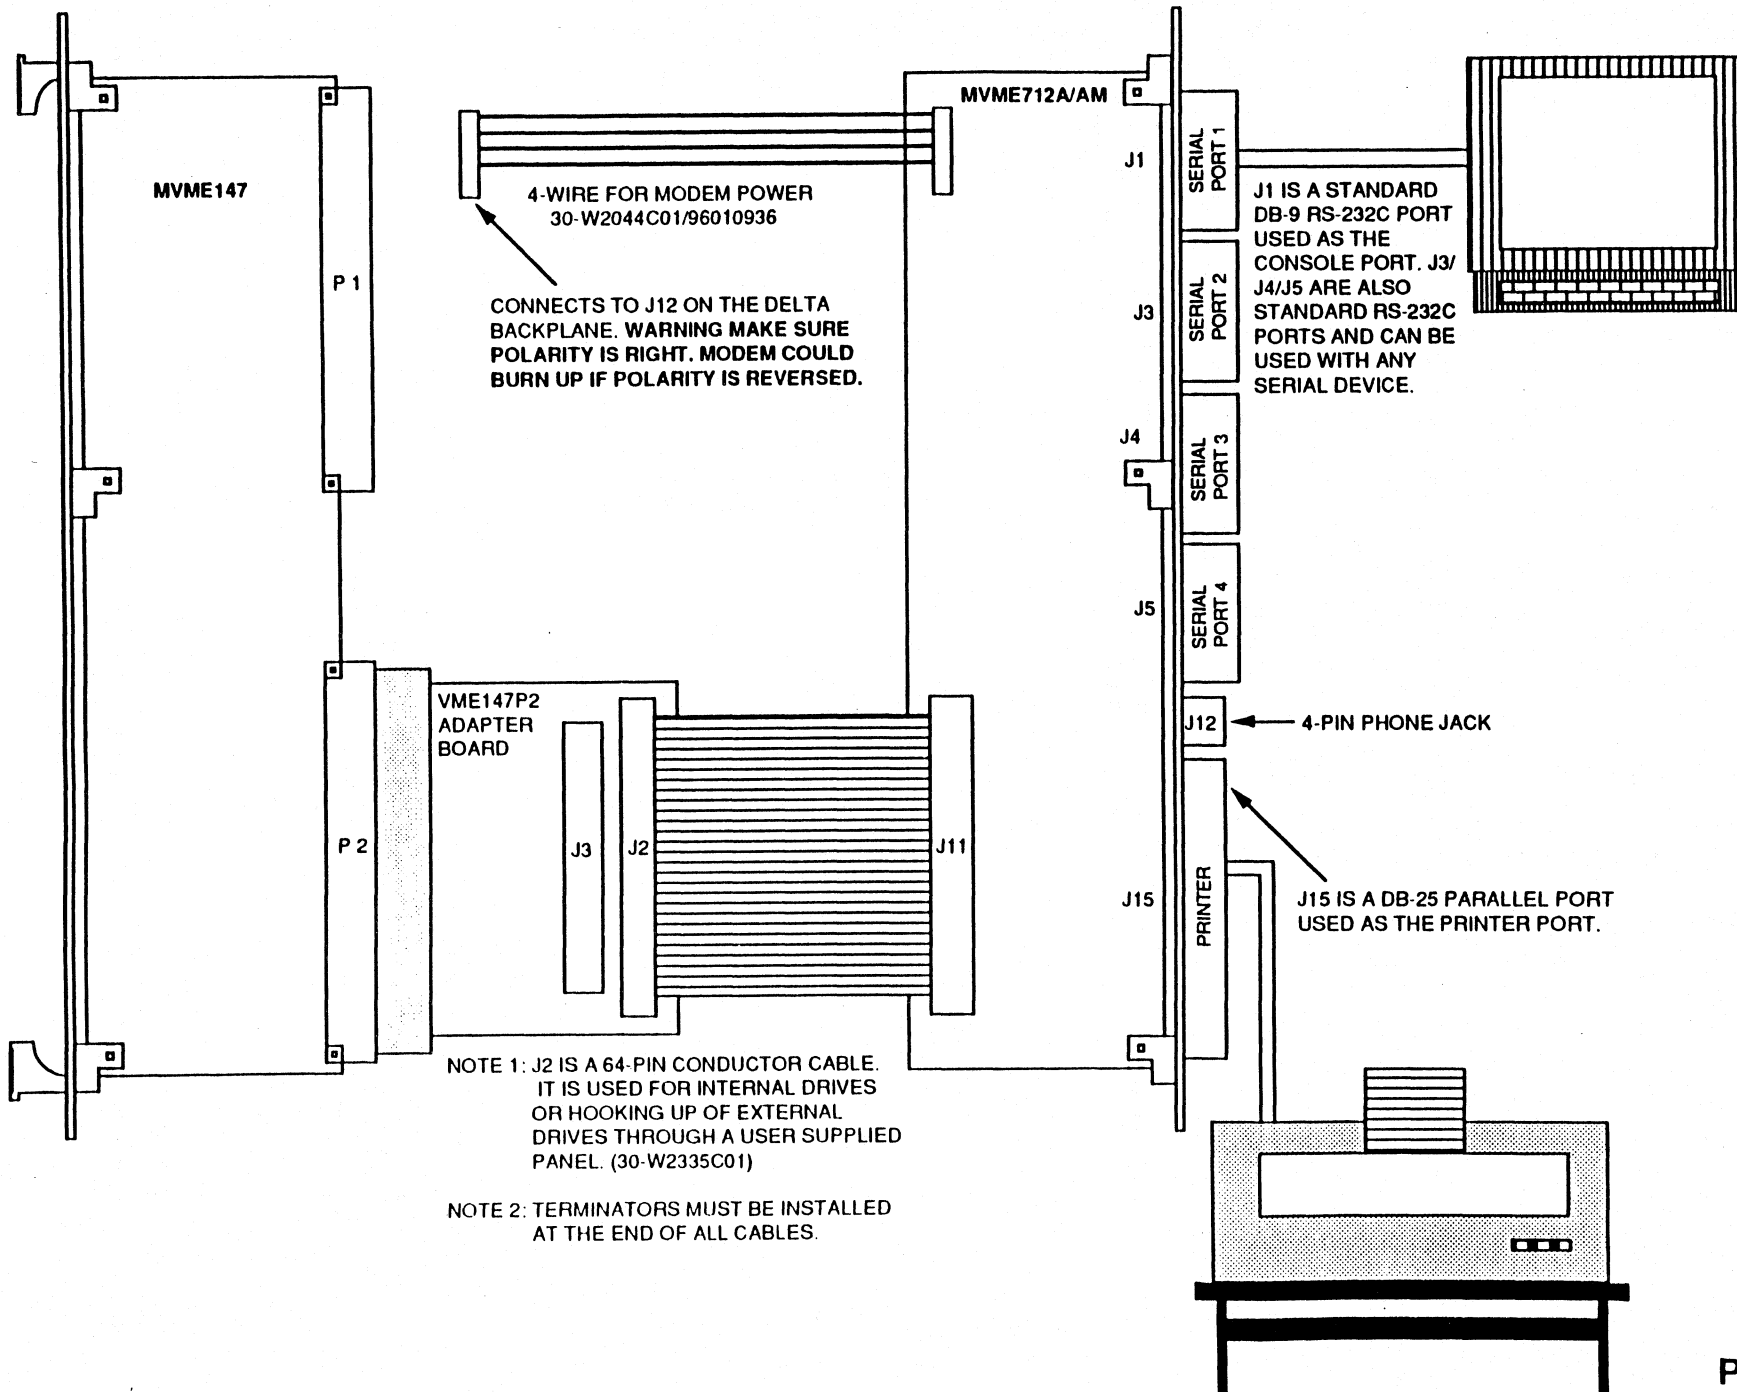 MVME147
P 1
4-WIRE FOR MODEM POWER
30-W2044C01/96010936
CONNECTS TO J12 ON THE DELTA
BACKPLANE. WARNING MAKE SURE
POLARITY IS RIGHT. MODEM COULD
BURN UP IF POLARITY IS REVERSED.
MVME712A/AM
J1
SERIAL
PORT 1
J1 IS A STANDARD
DB-9 RS-232C PORT
USED AS THE
CONSOLE PORT. J3/
J4/J5 ARE ALSO
STANDARD RS-232C
PORTS AND CAN BE
USED WITH ANY
SERIAL DEVICE.
J3
SERIAL
PORT 2
J4
SERIAL
PORT 3
J5
SERIAL
PORT 4
J12
4-PIN PHONE JACK
VME147P2
ADAPTER
BOARD
P 2
J3
J2
J11
J15
PRINTER
J15 IS A DB-25 PARALLEL PORT
USED AS THE PRINTER PORT.
NOTE 1: J2 IS A 64-PIN CONDUCTOR CABLE.
IT IS USED FOR INTERNAL DRIVES
OR HOOKING UP OF EXTERNAL
DRIVES THROUGH A USER SUPPLIED
PANEL. (30-W2335C01)
NOTE 2: TERMINATORS MUST BE INSTALLED
AT THE END OF ALL CABLES.
P